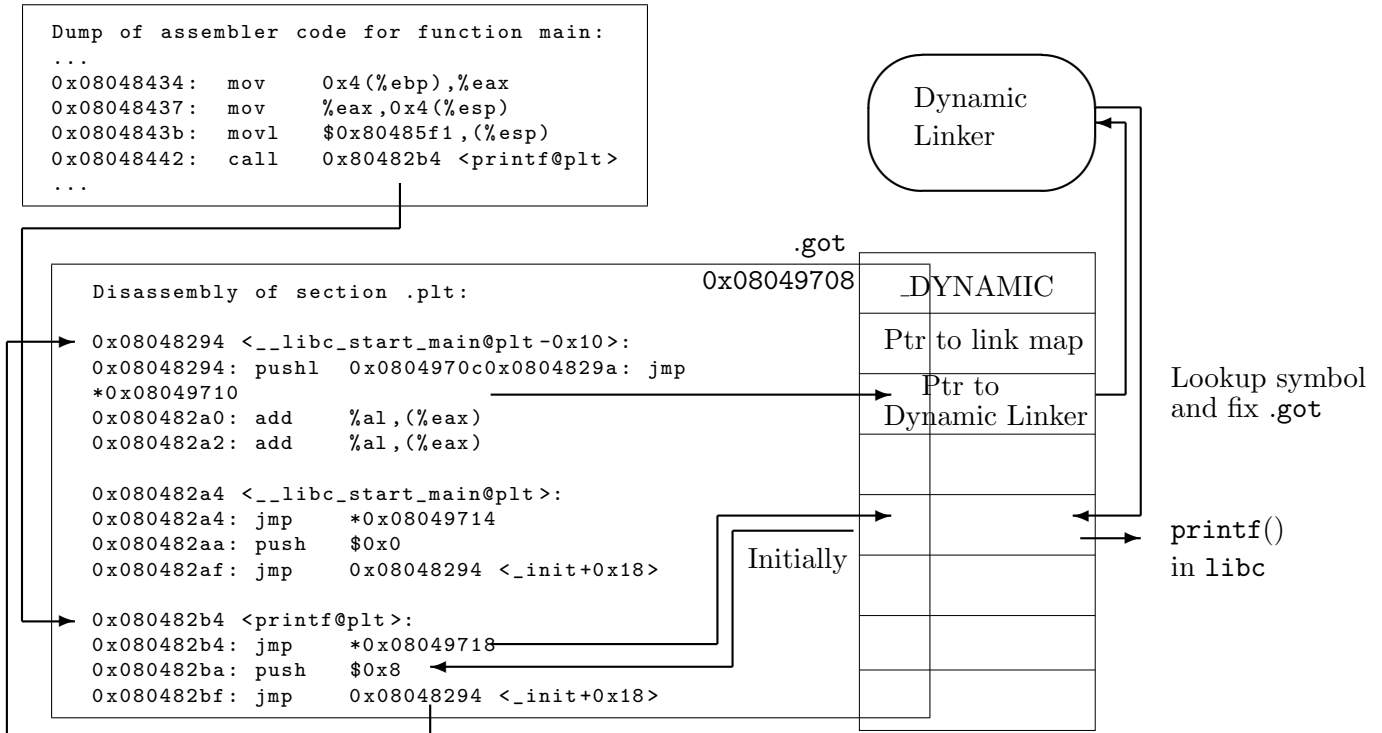 Dump of assembler code for function main:
...
0x08048434: mov 0x4(%ebp),%eax
0x08048437: mov %eax,0x4(%esp)
0x0804843b: movl $0x80485f1,(%esp)
0x08048442: call 0x80482b4 <printf@plt>
...
Dynamic
Linker
.got
0x08049708
Disassembly of section .plt:
0x08048294 <__libc_start_main@plt-0x10>:
0x08048294: pushl 0x0804970c0x0804829a: jmp
*0x08049710
0x080482a0: add %al,(%eax)
0x080482a2: add %al,(%eax)
0x080482a4 <__libc_start_main@plt>:
0x080482a4: jmp *0x08049714
0x080482aa: push $0x0
0x080482af: jmp 0x08048294 <_init+0x18>
0x080482b4 <printf@plt>:
0x080482b4: jmp *0x08049718
0x080482ba: push $0x8
0x080482bf: jmp 0x08048294 <_init+0x18>
Initially
_DYNAMIC
Ptr to link map
Ptr to
Dynamic Linker
Lookup symbol
and fix .got
printf()
in libc